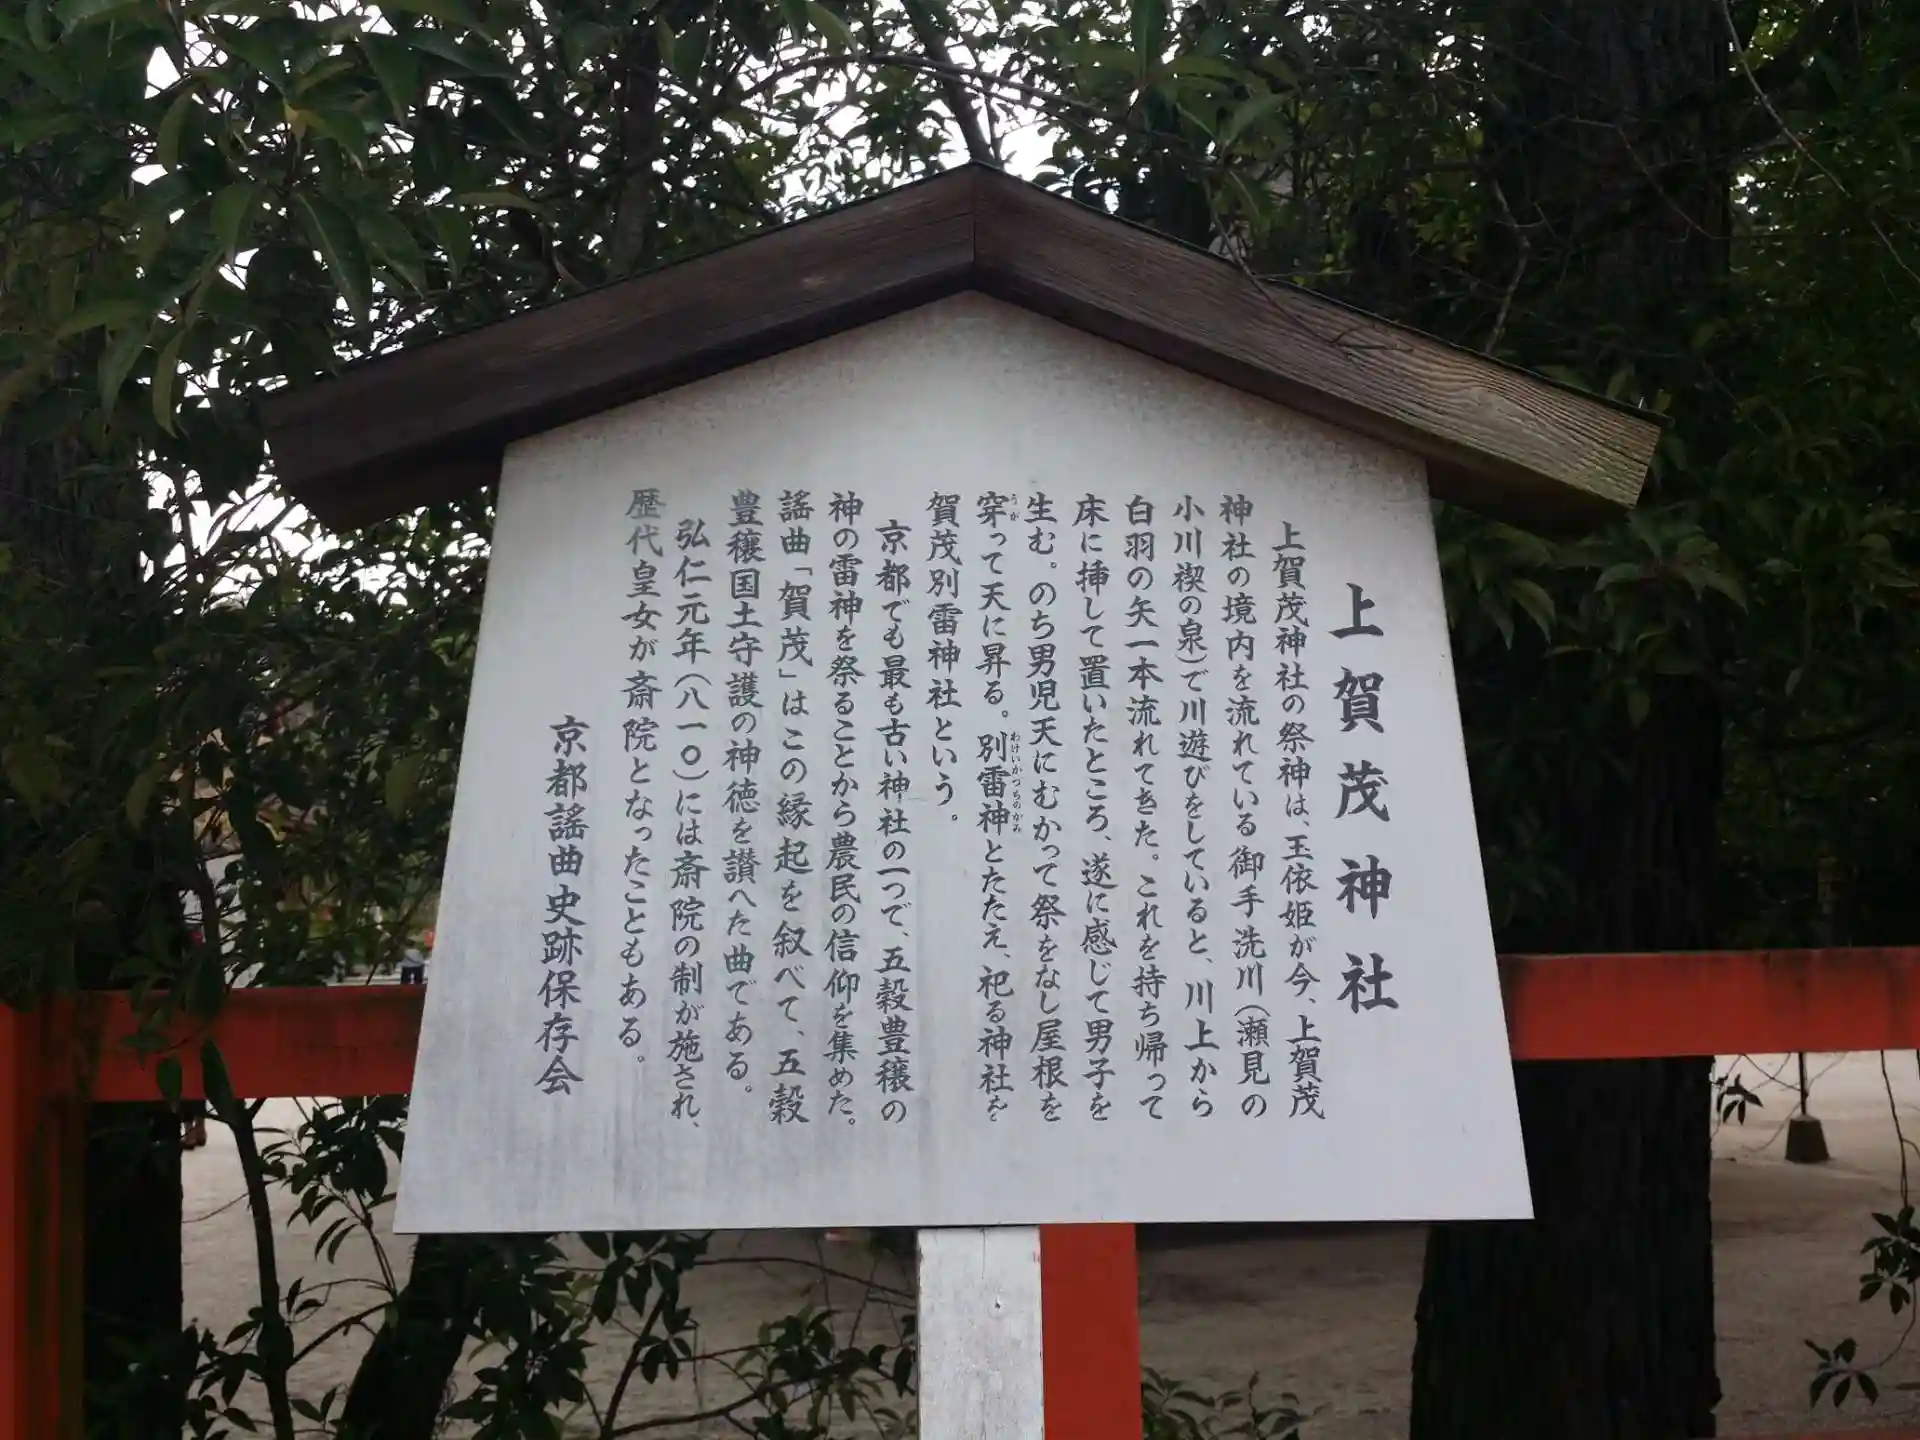 上賀茂神社
上賀茂神社の祭神は、玉依姫が今、上賀茂
神社の境内を流れている御手洗川(瀬見の
小川禊の泉)で川遊びをしていると、川上から
白羽の矢一本流れてきた。これを持ち帰って
床に挿して置いたところ、遂に感じて男子を
生む。のち男児天にむかって祭をなし屋根を
穿って天に昇る。別雷神とたたえ、祀る神社を
賀茂別雷神社という。
京都でも最も古い神社の一つで、五穀豊穣の
神の雷神を祭ることから農民の信仰を集めた。
謡曲「賀茂」はこの縁起を叙べて、五穀
豊穣国土守護の神徳を讃へた曲である。
弘仁元年(八一〇)には斎院の制が施され、
歴代皇女が斎院となったこともある。
京都謡曲史跡保存会